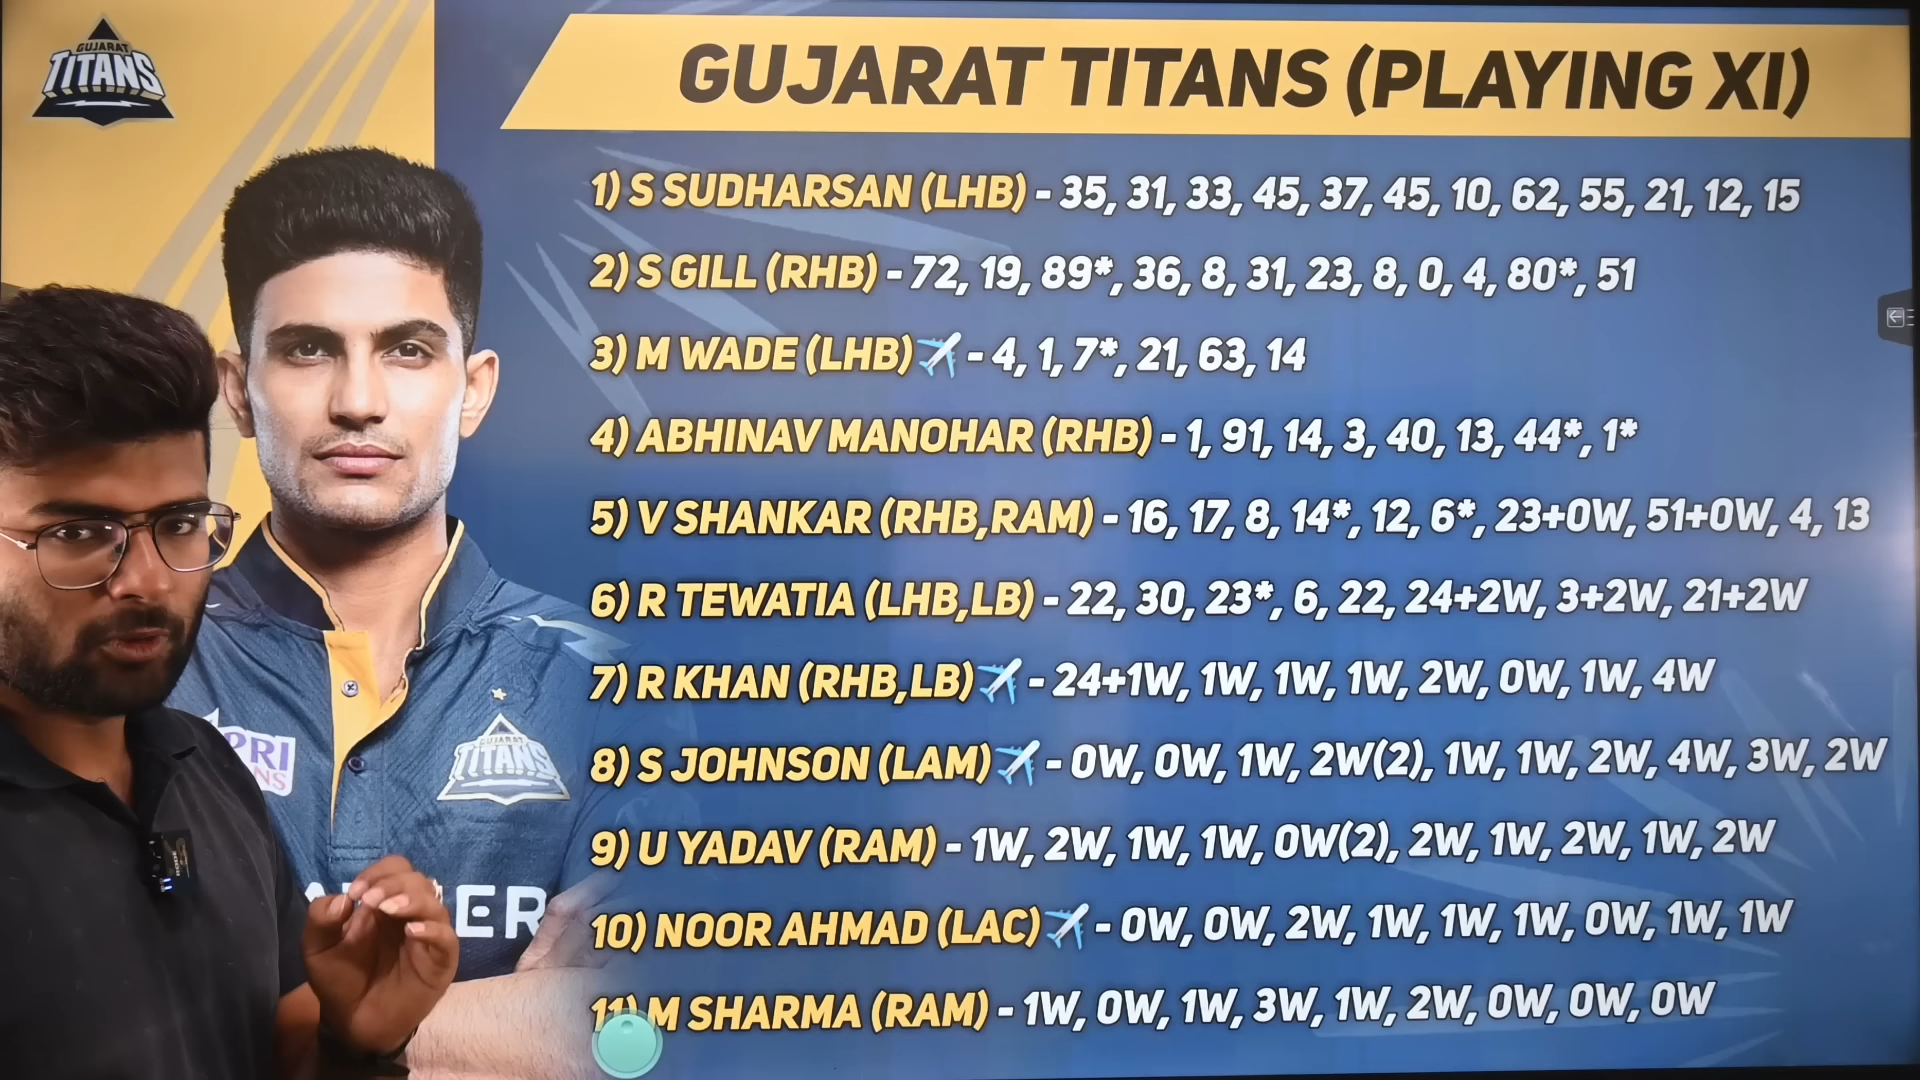 GUJARAT
TITANS
GUJARAT TITANS (PLAYING XI)
1) S SUDHARSAN (LHB) - 35, 31, 33, 45, 37, 45, 10, 62, 55, 21, 12, 15
2) S GILL (RHB) - 72, 19, 89*, 36, 8, 31, 23, 8, 0, 4, 80*, 51
3) M WADE (LHB)✈️ - 4, 1, 7*, 21, 63, 14
4) ABHINAV MANOHAR (RHB) - 1, 91, 14, 3, 40, 13, 44*, 1*
5) V SHANKAR (RHB,RAM) - 16, 17, 8, 14*, 12, 6*, 23+0W, 51+0W, 4, 13
6) R TEWATIA (LHB,LB) - 22, 30, 23*, 6, 22, 24+2W, 3+2W, 21+2W
7) R KHAN (RHB,LB)✈️ - 24+1W, 1W, 1W, 1W, 2W, 0W, 1W, 4W
8) S JOHNSON (LAM)✈️ - 0W, 0W, 1W, 2W(2), 1W, 1W, 2W, 4W, 3W, 2W
9) U YADAV (RAM) - 1W, 2W, 1W, 1W, 0W(2), 2W, 1W, 2W, 1W, 2W
10) NOOR AHMAD (LAC)✈️ - 0W, 0W, 2W, 1W, 1W, 1W, 0W, 1W, 1W
11) M SHARMA (RAM) - 1W, 0W, 1W, 3W, 1W, 2W, 0W, 0W, 0W
GUJARAT
TITANS